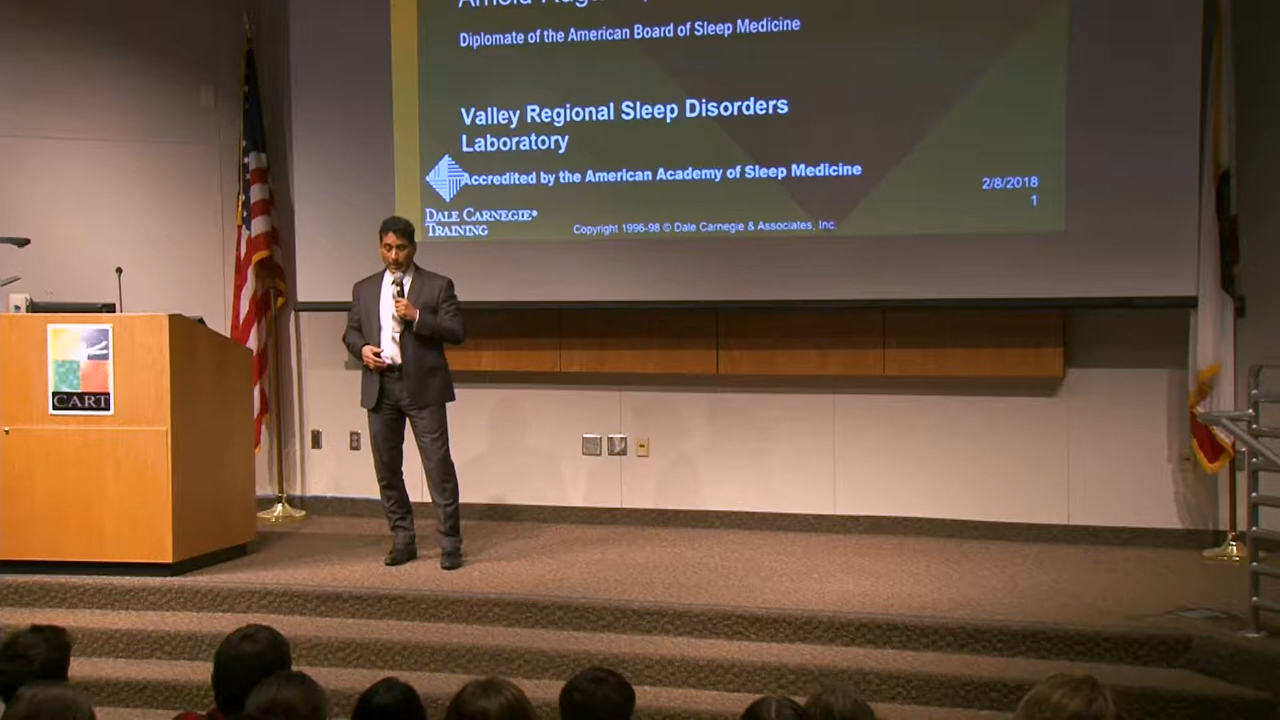 Diplomate of the American Board of Sleep Medicine
Valley Regional Sleep Disorders
Laboratory
Accredited by the American Academy of Sleep Medicine
2/8/2018
1
DALE CARNEGIE®
TRAINING
Copyright 1996-98 © Dale Carnegie & Associates, Inc.
CART